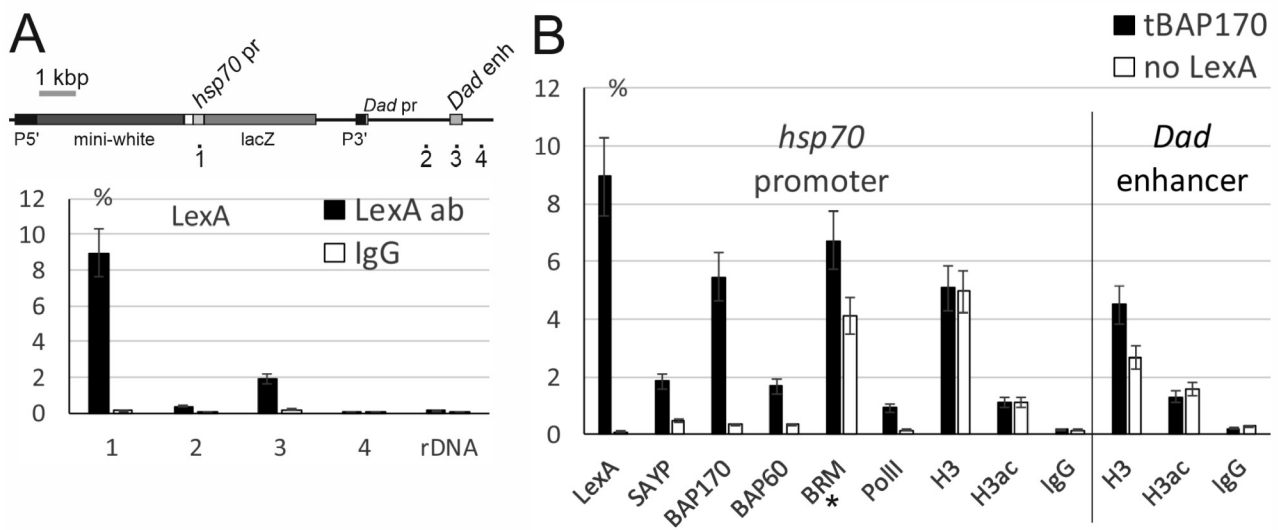 A
1 kbp
hsp70 pr
Dad pr
Dad enh
P5' mini-white lacZ P3'
1 2 3 4
12 %
10
8
6
4
2
0
LexA
LexA ab
IgG
1 2 3 4 rDNA
B
tBAP170
no LexA
12 %
10
8
6
4
2
0
hsp70
promoter
Dad
enhancer
LexA
SAYP
BAP170
BAP60
BRM
*
PolII
H3
H3ac
IgG
H3
H3ac
IgG